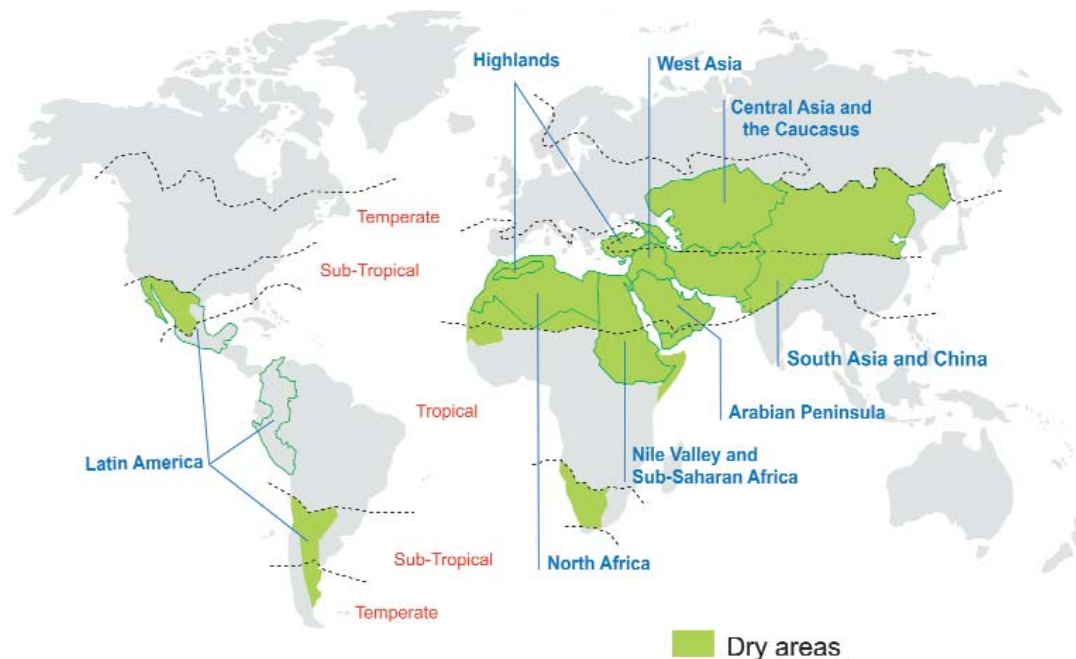 Highlands
West Asia
Central Asia and
the Caucasus
Temperate
Sub-Tropical
South Asia and China
Tropical
Arabian Peninsula
Latin America
Nile Valley and
Sub-Saharan Africa
Sub-Tropical
North Africa
Temperate
Dry areas